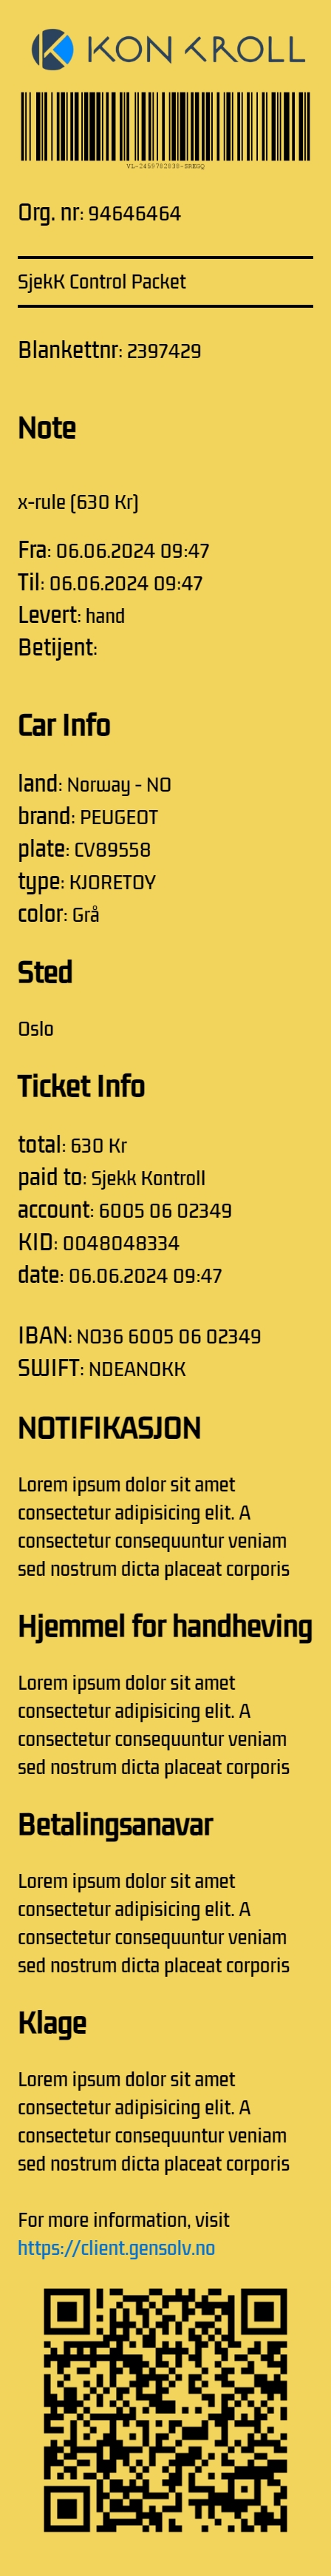 KON KROLL
VL-2459702030-SREGQ
Org. nr: 94646464
SjekK Control Packet
Blankettnr: 2397429
Note
x-rule (630 Kr)
Fra: 06.06.2024 09:47
Til: 06.06.2024 09:47
Levert: hand
Betijent:
Car Info
land: Norway - NO
brand: PEUGEOT
plate: CV89558
type: KJORETOY
color: Grå
Sted
Oslo
Ticket Info
total: 630 Kr
paid to: Sjekk Kontroll
account: 6005 06 02349
KID: 0048048334
date: 06.06.2024 09:47
IBAN: NO36 6005 06 02349
SWIFT: NDEANOKK
NOTIFIKASJON
Lorem ipsum dolor sit amet
consectetur adipisicing elit. A
consectetur consequuntur veniam
sed nostrum dicta placeat corporis
Hjemmel for handheving
Lorem ipsum dolor sit amet
consectetur adipisicing elit. A
consectetur consequuntur veniam
sed nostrum dicta placeat corporis
Betalingsanavar
Lorem ipsum dolor sit amet
consectetur adipisicing elit. A
consectetur consequuntur veniam
sed nostrum dicta placeat corporis
Klage
Lorem ipsum dolor sit amet
consectetur adipisicing elit. A
consectetur consequuntur veniam
sed nostrum dicta placeat corporis
For more information, visit
https://client.gensolv.no